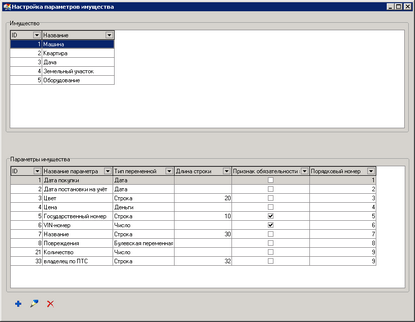 Настройка параметров имущества
Имущество
ID Название
1 Машина
2 Квартира
3 Дача
4 Земельный участок
5 Оборудование
Параметры имущества
ID Название параметра Тип переменной Длина строки Признак обязательности Порядковый номер
1 Дата покупки Дата 1
2 Дата постановки на учёт Дата 2
3 Цвет Строка 20 3
4 Цена Деньги 4
5 Государственный номер Строка 10 5
6 VIN-номер Число 6
7 Название Строка 30 7
8 Повреждения Булевская переменная 8
21 Количество Число 9
33 владелец по ПТС Строка 32 9